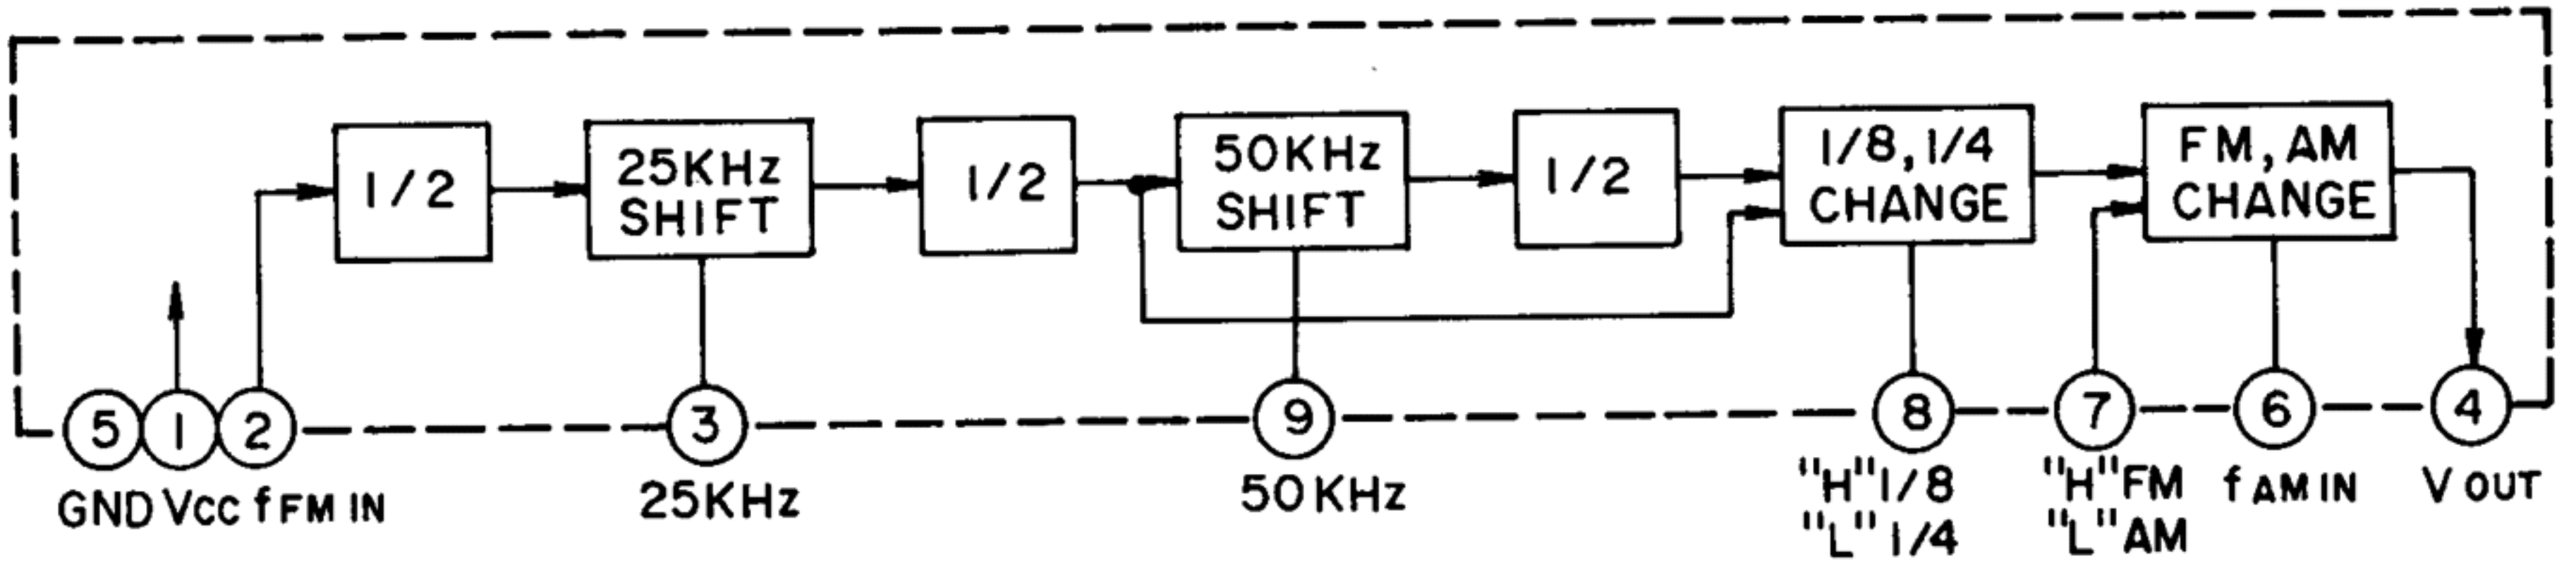 1/2
25KHz
SHIFT
1/2
50KHz
SHIFT
1/2
1/8, 1/4
CHANGE
FM, AM
CHANGE
5
1
2
3
9
8
7
6
4
GND Vcc fFM IN
25KHz
50KHz
"H"1/8
"L"1/4
"H"FM
"L"AM
fAM IN
V OUT